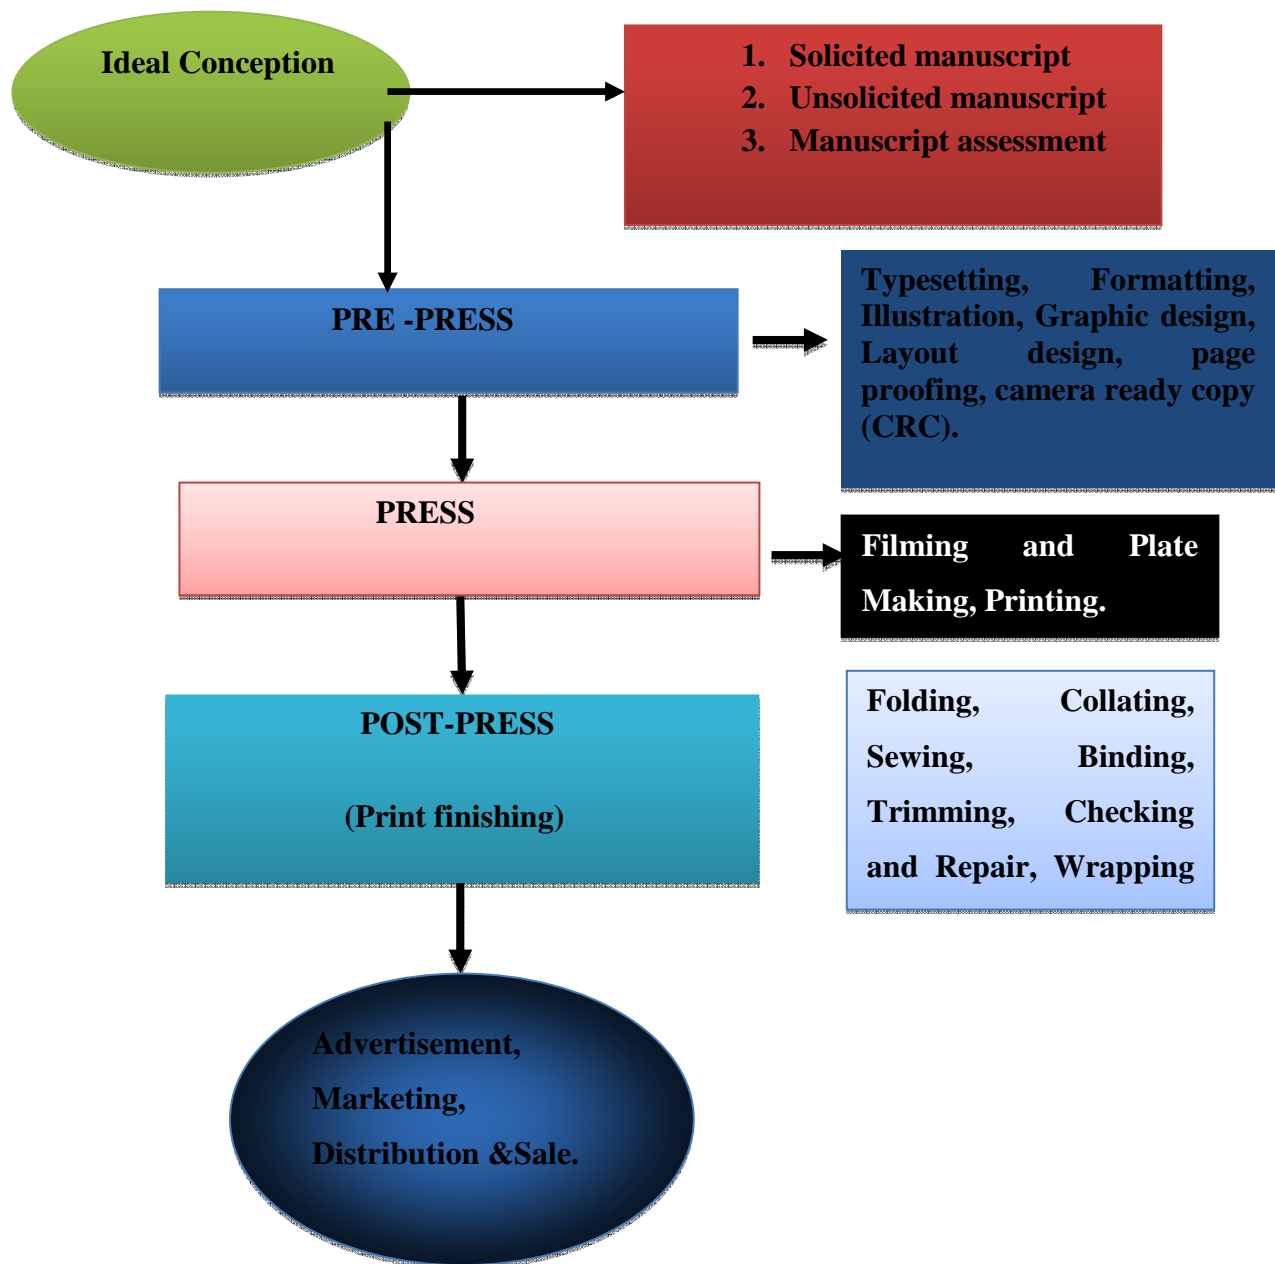 Ideal Conception
1. Solicited manuscript
2. Unsolicited manuscript
3. Manuscript assessment
PRE -PRESS
Typesetting, Formatting,
Illustration, Graphic design,
Layout design, page
proofing, camera ready copy
(CRC).
PRESS
Filming and Plate
Making, Printing.
POST-PRESS
(Print finishing)
Folding, Collating,
Sewing, Binding,
Trimming, Checking
and Repair, Wrapping
Advertisement,
Marketing,
Distribution &Sale.